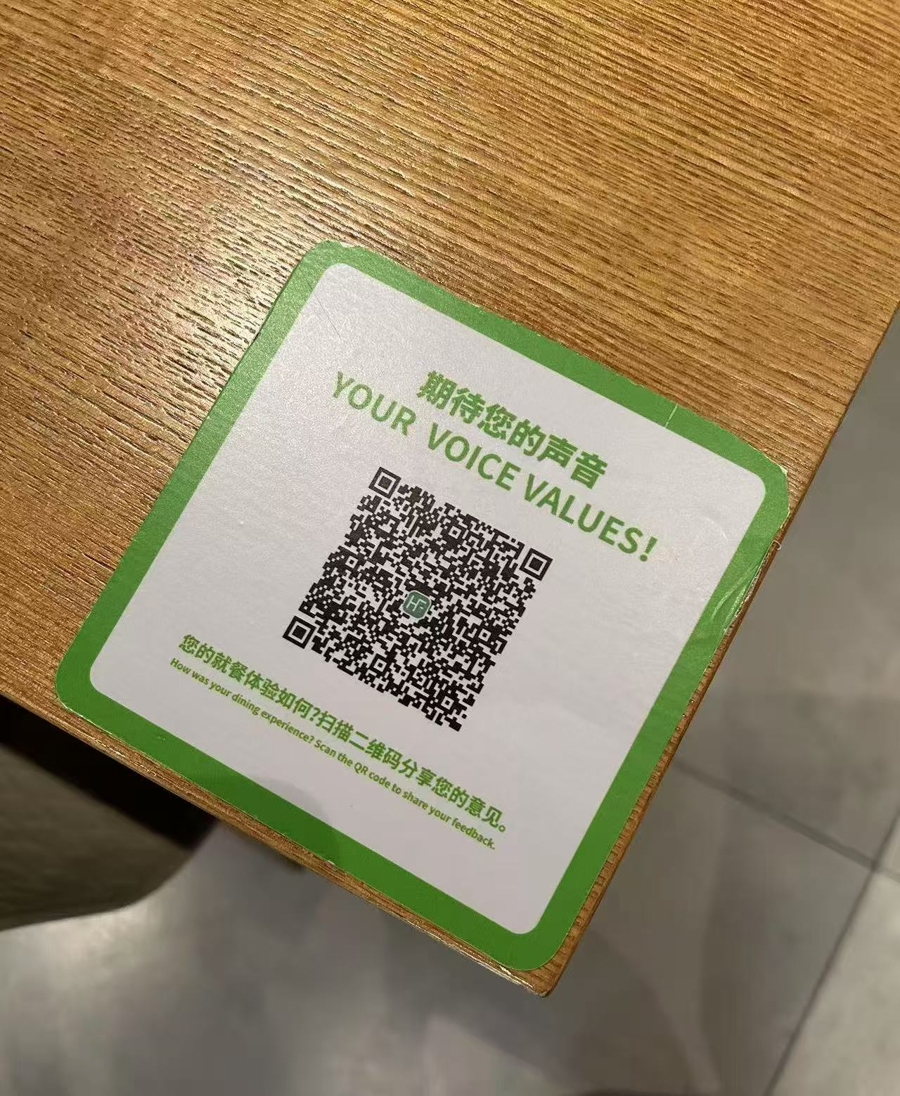 期待您的声音
YOUR VOICE VALUES!
HF
您的就餐体验如何?扫描二维码分享您的意见。
How was your dining experience? Scan the QR code to share your feedback.